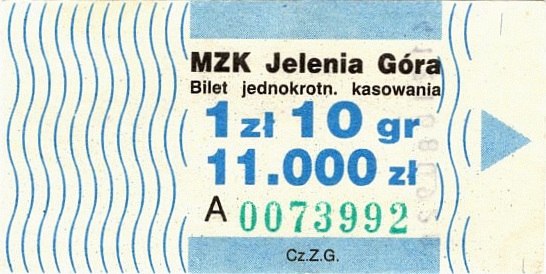 MZK Jelenia Góra
Bilet jednokrotn. kasowania
1 zł 10 gr
11.000 zł
A 0073992
Cz.Z.G.